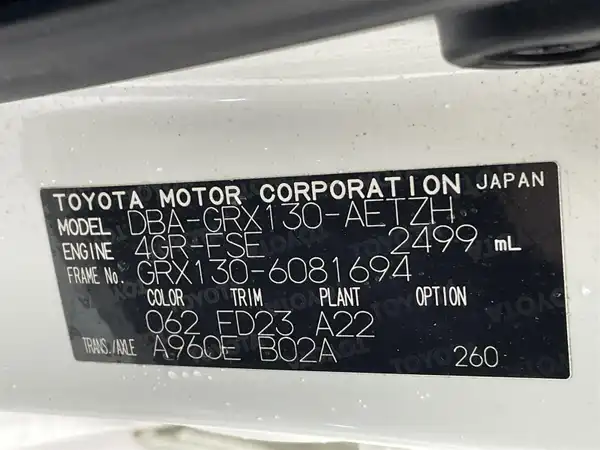 TOYOTA MOTOR CORPORATION JAPAN
MODEL DBA-GRX130-AETZH
ENGINE 4GR-FSE 2499 mL
FRAME No. GRX130-6081694
COLOR TRIM PLANT OPTION
062 FD23 A22
TRANS./AXLE A960E B02A 260